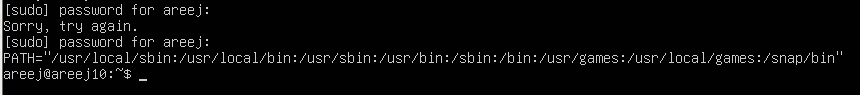 [sudo] password for areej:
Sorry, try again.
[sudo] password for areej:
PATH="/usr/local/sbin:/usr/local/bin:/usr/sbin:/usr/bin:/sbin:/bin:/usr/games:/usr/local/games:/snap/bin"
areej@areej10:~$ _